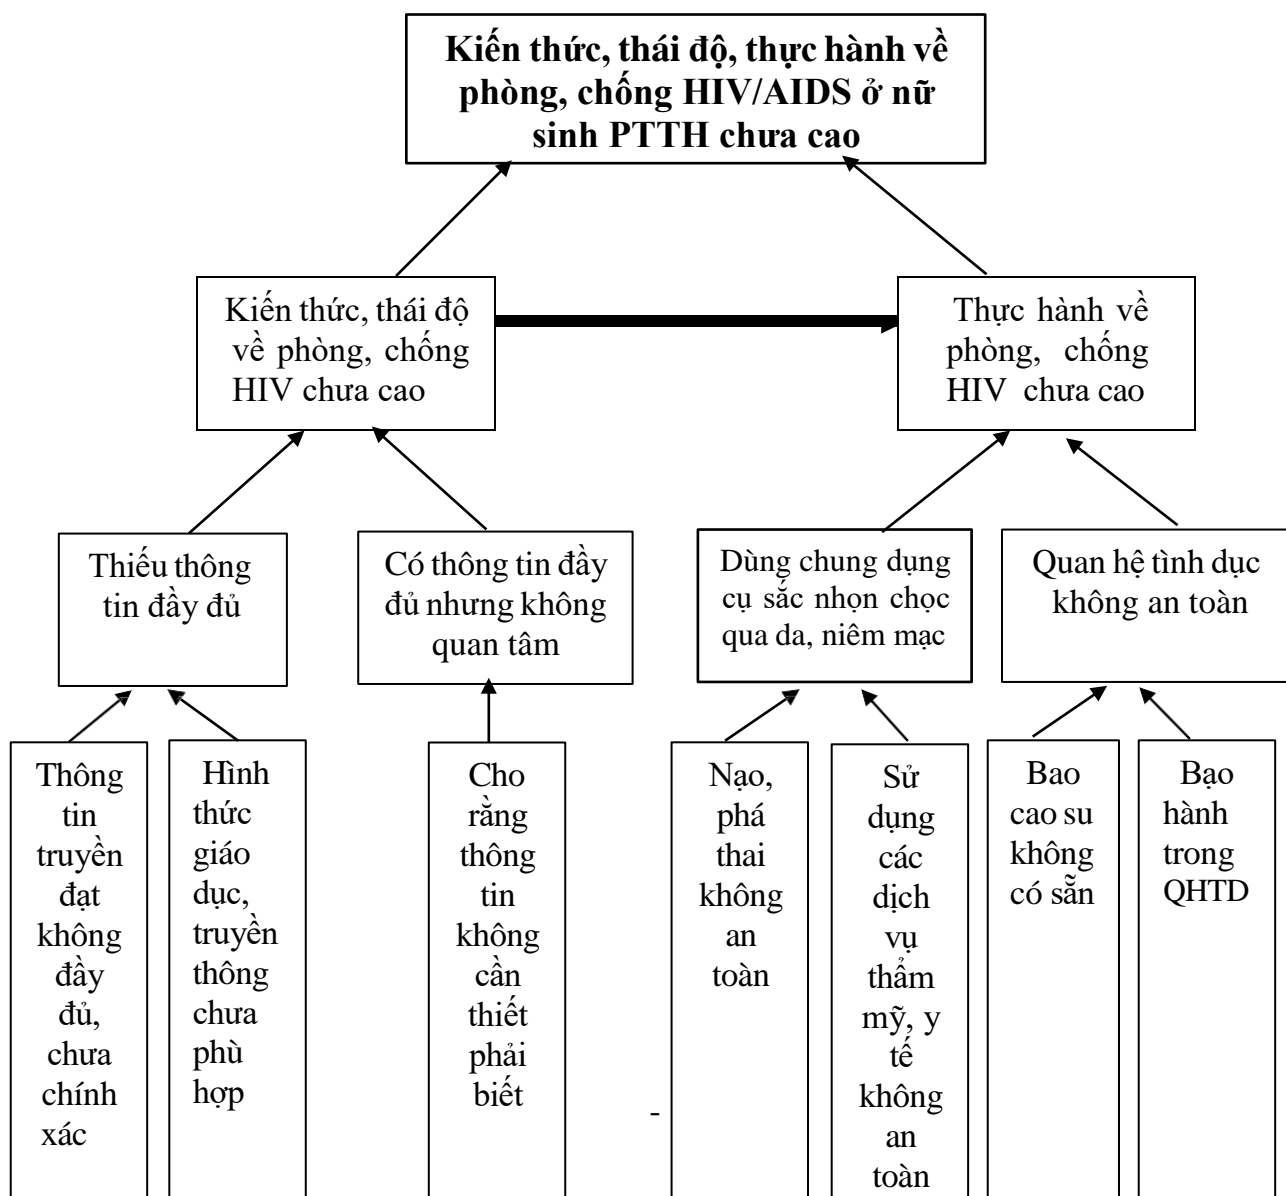 Kiến thức, thái độ, thực hành về
phòng, chống HIV/AIDS ở nữ
sinh PTTH chưa cao
Kiến thức, thái độ
về phòng, chống
HIV chưa cao
Thực hành về
phòng, chống
HIV chưa cao
Thiếu thông
tin đầy đủ
Có thông tin đầy
đủ nhưng không
quan tâm
Dùng chung dụng
cụ sắc nhọn chọc
qua da, niêm mạc
Quan hệ tình dục
không an toàn
Thông
tin
truyền
đạt
không
đầy
đủ,
chưa
chính
xác
Hình
thức
giáo
dục,
truyền
thông
chưa
phù
hợp
Cho
rằng
thông
tin
không
cần
thiết
phải
biết
-
Nạo,
phá
thai
không
an
toàn
Sử
dụng
các
dịch
vụ
thẩm
mỹ, y
tế
không
an
toàn
Bao
cao su
không
có sẵn
Bạo
hành
trong
QHTD